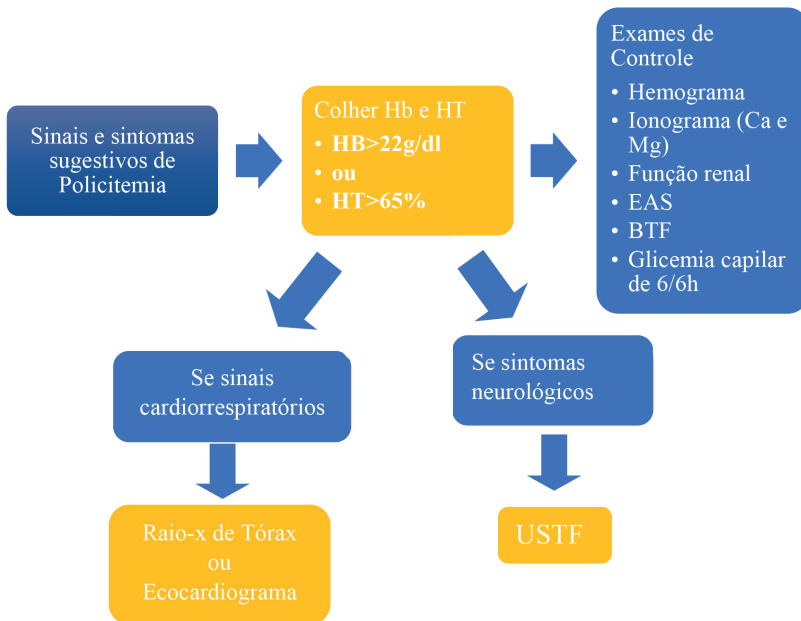 Sinais e sintomas
sugestivos de
Policitemia
Colher Hb e HT
• HB>22g/dl
• ou
• HT>65%
Exames de
Controle
• Hemograma
• Ionograma (Ca e
Mg)
• Função renal
• EAS
• BTF
• Glicemia capilar
de 6/6h
Se sinais
cardiorrespiratórios
Se sintomas
neurológicos
Raio-x de Tórax
ou
Ecocardiograma
USTF